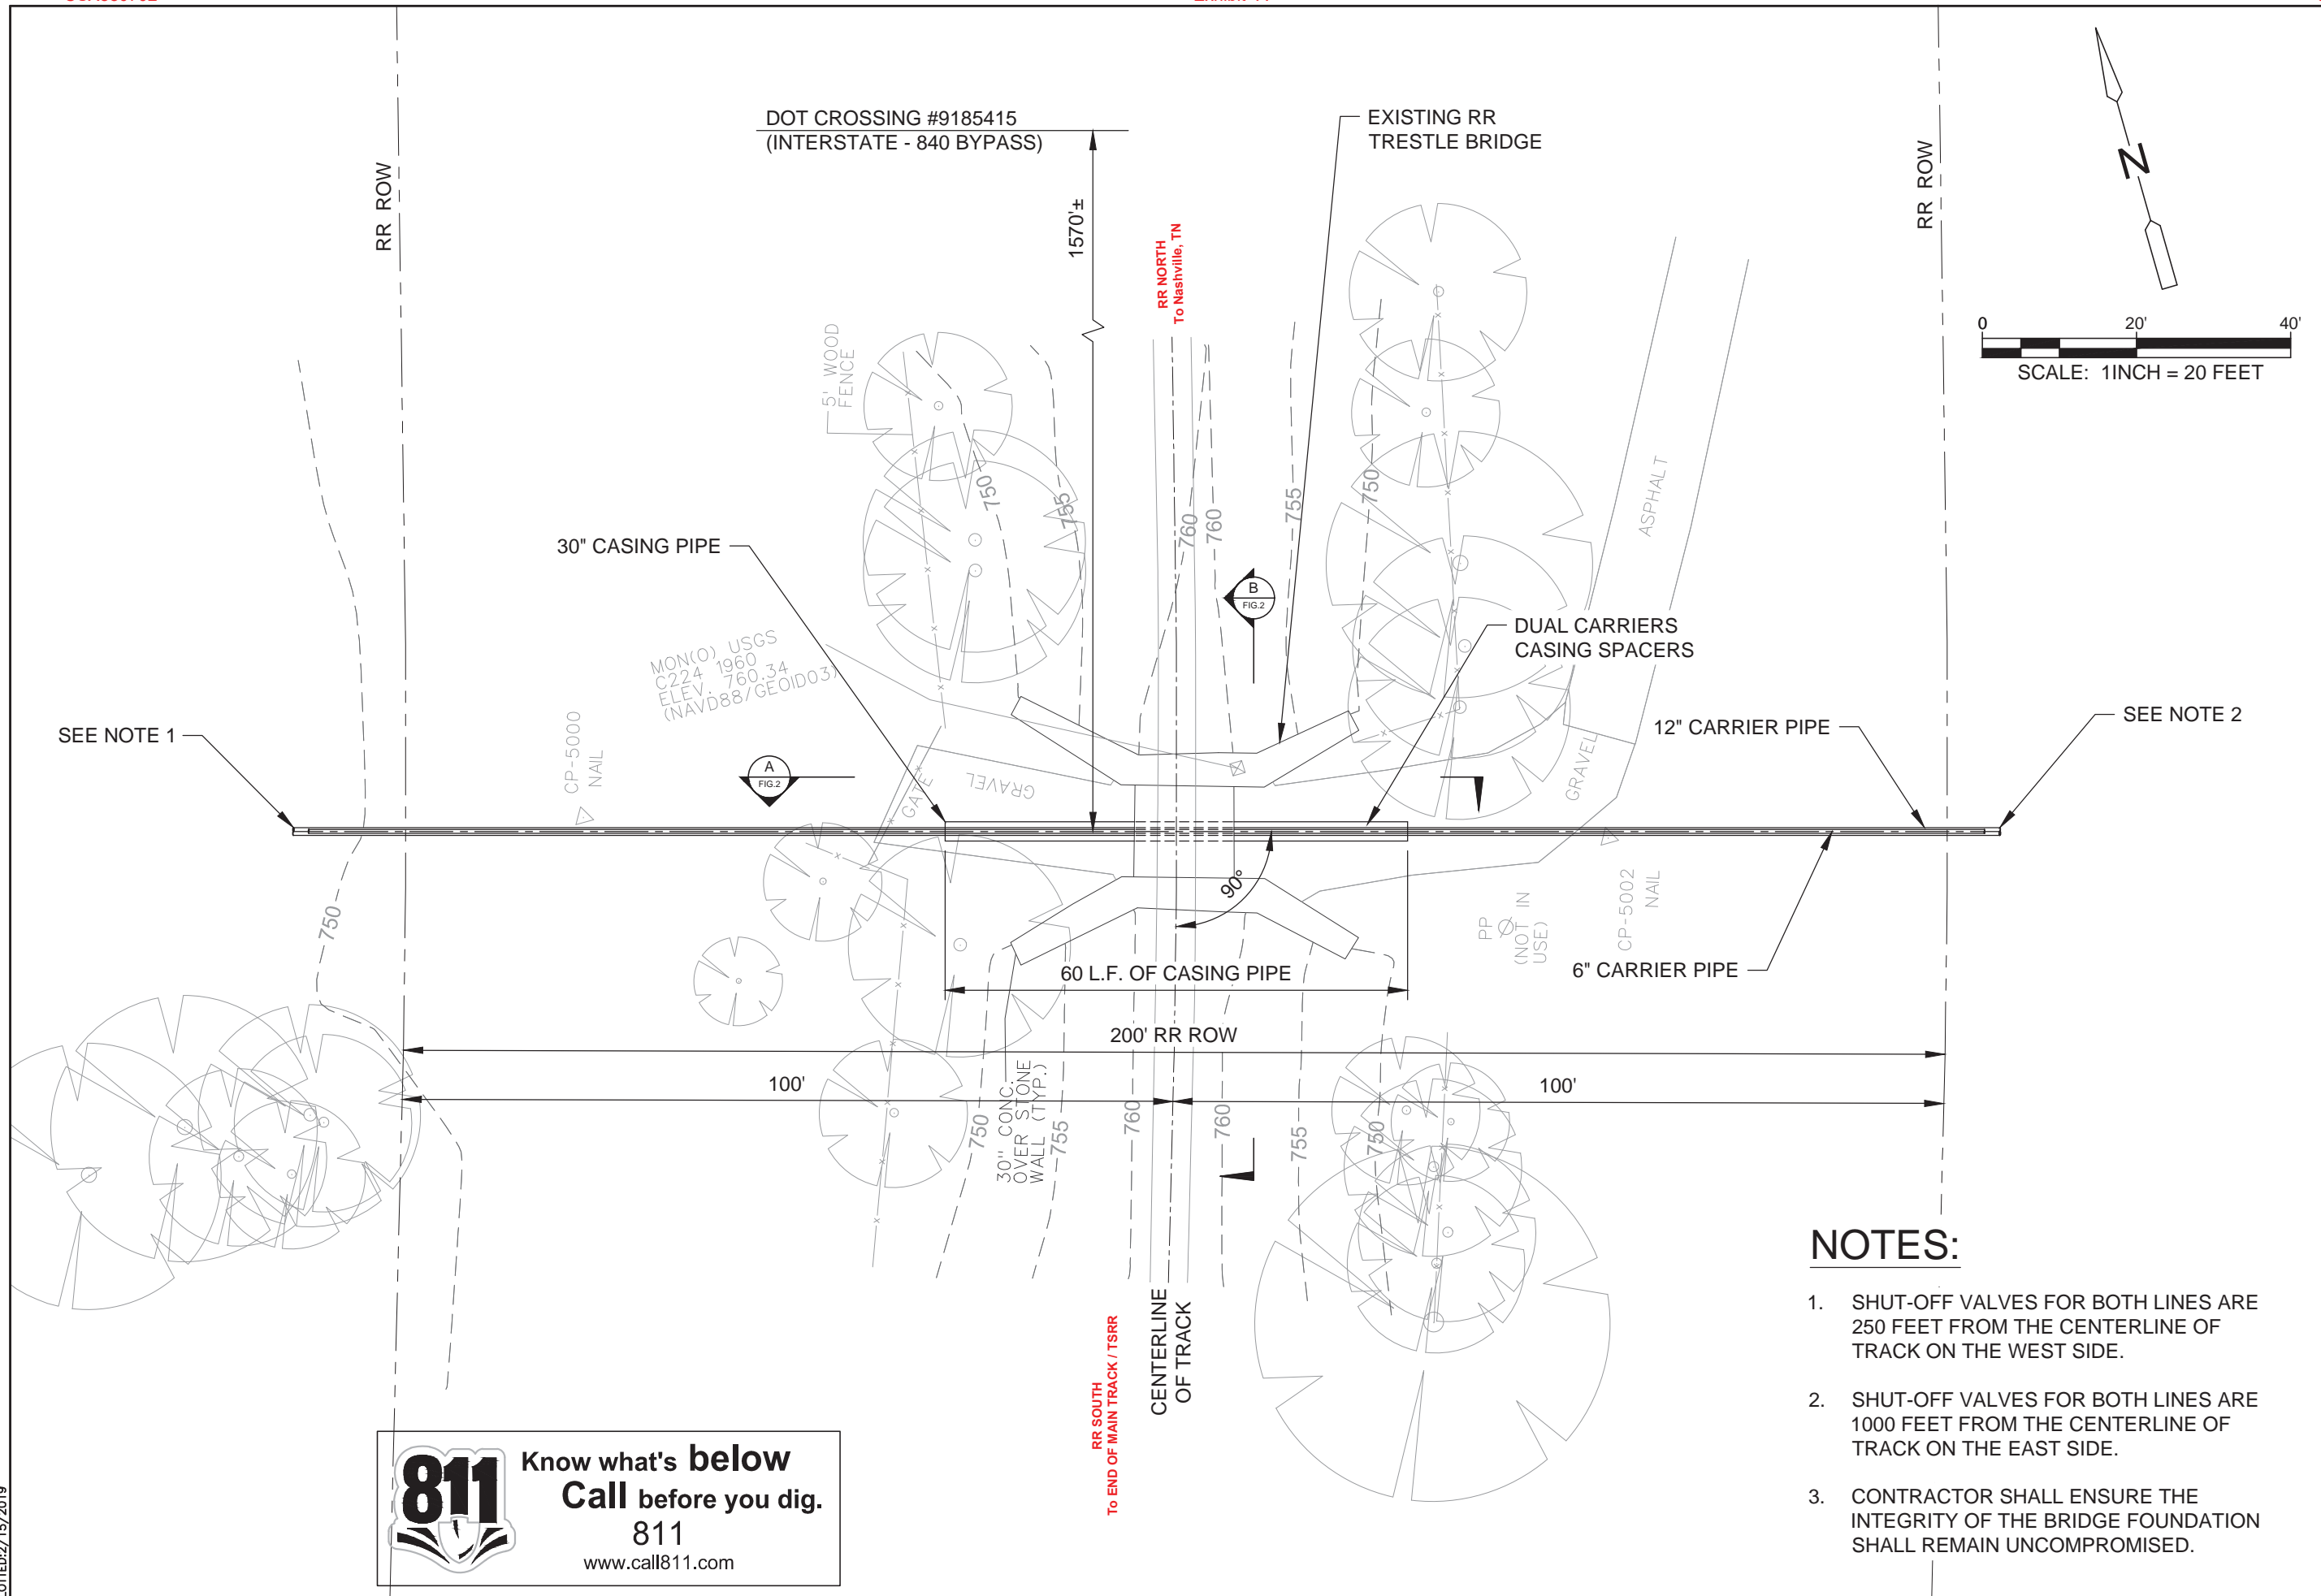 DOT CROSSING #9185415
(INTERSTATE - 840 BYPASS)
EXISTING RR
TRESTLE BRIDGE
RR ROW
RR ROW
N
1570'±
RR NORTH
To Nashville, TN
0 20' 40'
SCALE: 1INCH = 20 FEET
5' WOOD
FENCE
750
755
760
760
755
750
ASPHALT
30" CASING PIPE
B
FIG.2
DUAL CARRIERS
CASING SPACERS
MON(O) USGS
C224 1960
ELEV. 760.34
(NAVD88/GEOID03)
SEE NOTE 1
CP-5000
NAIL
A
FIG.2
GATE
GRAVEL
12" CARRIER PIPE
SEE NOTE 2
GRAVEL
90°
750
PP
(NOT IN
USE)
CP-5002
NAIL
6" CARRIER PIPE
60 L.F. OF CASING PIPE
200' RR ROW
100'
100'
750
30" CONC.
OVER STONE
WALL (TYP.)
755
760
760
755
750
CENTERLINE
OF TRACK
RR SOUTH
To END OF MAIN TRACK / TSRR
NOTES:
1. SHUT-OFF VALVES FOR BOTH LINES ARE
250 FEET FROM THE CENTERLINE OF
TRACK ON THE WEST SIDE.
2. SHUT-OFF VALVES FOR BOTH LINES ARE
1000 FEET FROM THE CENTERLINE OF
TRACK ON THE EAST SIDE.
3. CONTRACTOR SHALL ENSURE THE
INTEGRITY OF THE BRIDGE FOUNDATION
SHALL REMAIN UNCOMPROMISED.
811
Know what's below
Call before you dig.
811
www.call811.com